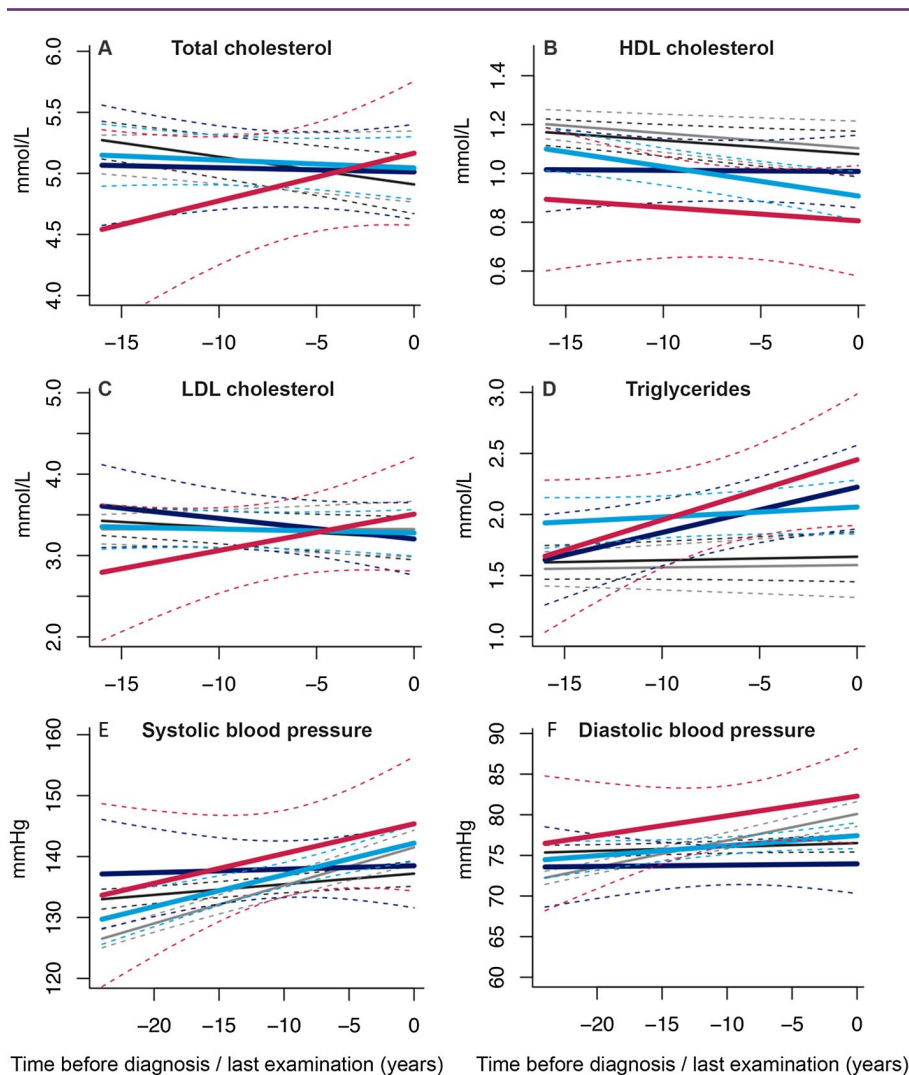 A Total cholesterol
mmol/L
6.0
5.5
5.0
4.5
4.0
−15 −10 −5 0
B HDL cholesterol
mmol/L
1.4
1.2
1.0
0.8
0.6
−15 −10 −5 0
C LDL cholesterol
mmol/L
5.0
4.0
3.0
2.0
−15 −10 −5 0
D Triglycerides
mmol/L
3.0
2.5
2.0
1.5
1.0
−15 −10 −5 0
E Systolic blood pressure
mmHg
160
150
140
130
120
−20 −15 −10 −5 0
Time before diagnosis / last examination (years)
F Diastolic blood pressure
mmHg
90
85
80
75
70
65
60
−20 −15 −10 −5 0
Time before diagnosis / last examination (years)